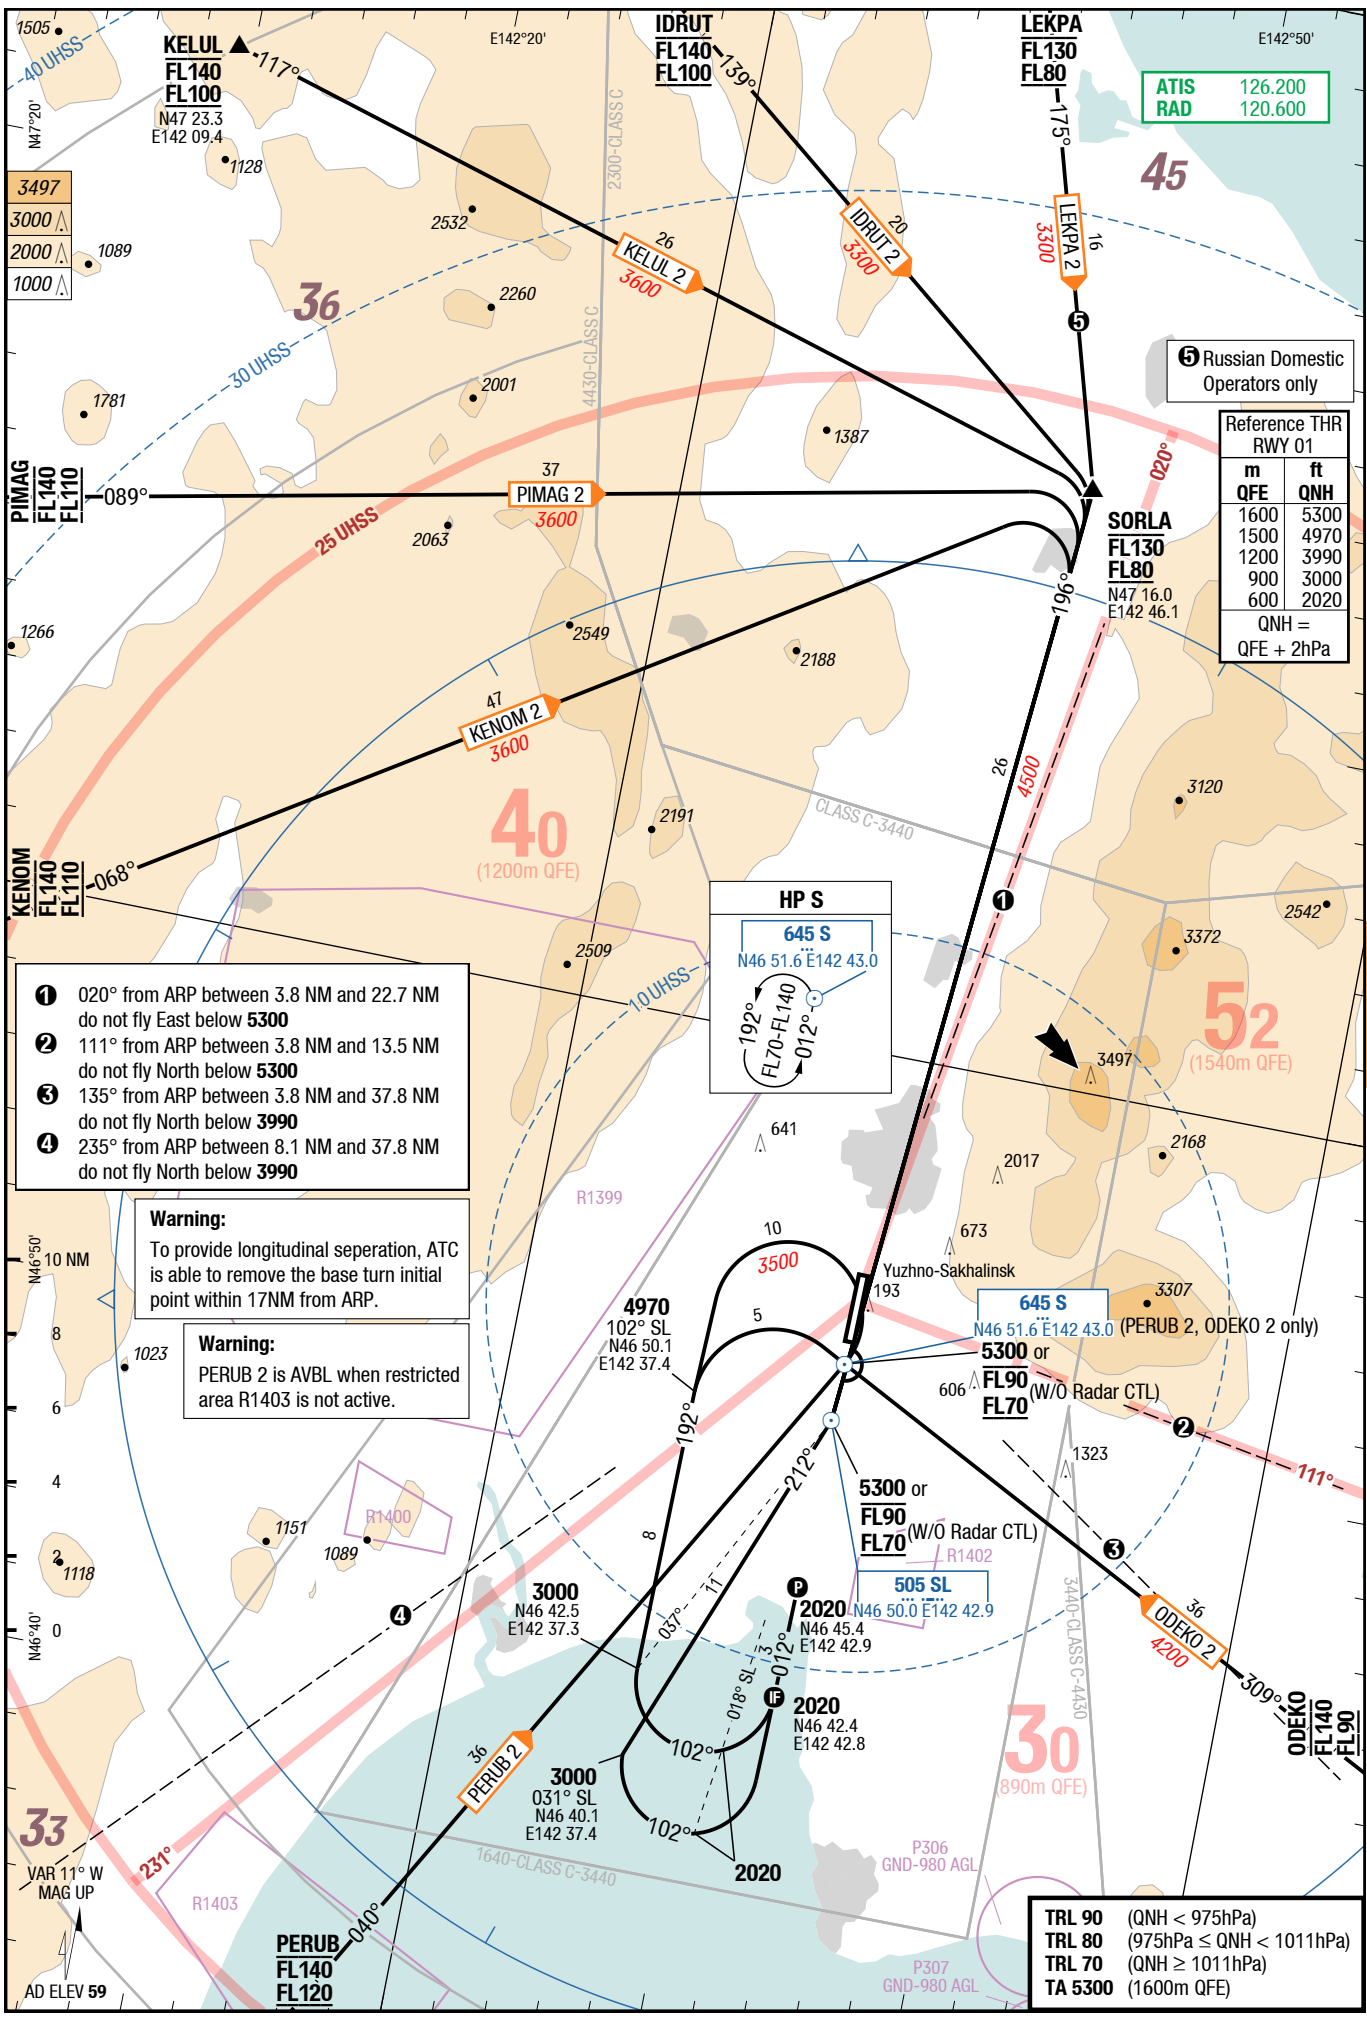 1505
40 UHSS
KELUL
FL140
FL100
N47 23.3
E142 09.4
117°
E142°20'
IDRUT
FL140
FL100
139°
LEKPA
FL130
FL80
175°
E142°50'
ATIS 126.200
RAD 120.600
N47°20'
1128
2300-CLASS C
45
3497
3000
2000
1000
1089
2532
36
2260
26
KELUL 2
3600
20
IDRUT 2
3300
16
LEKPA 2
3300
5
30 UHSS
4430-CLASS C
5 Russian Domestic
Operators only
1781
2001
1387
020°
Reference THR
RWY 01
m ft
QFE QNH
1600 5300
1500 4970
1200 3990
900 3000
600 2020
QNH =
QFE + 2hPa
PIMAG
FL140
FL110
089°
37
PIMAG 2
3600
25 UHSS
2063
SORLA
FL130
FL80
N47 16.0
E142 46.1
196°
1266
2549
2188
47
KENOM 2
3600
26
4500
3120
40
(1200m QFE)
2191
CLASS C-3440
KENOM
FL140
FL110
068°
HP S
645 S
N46 51.6 E142 43.0
192°
FL70-FL140
012°
1
2542
3372
2509
10 UHSS
52
(1540m QFE)
1 020° from ARP between 3.8 NM and 22.7 NM
do not fly East below 5300
2 111° from ARP between 3.8 NM and 13.5 NM
do not fly North below 5300
3 135° from ARP between 3.8 NM and 37.8 NM
do not fly North below 3990
4 235° from ARP between 8.1 NM and 37.8 NM
do not fly North below 3990
3497
641
2017
2168
R1399
Warning:
To provide longitudinal seperation, ATC
is able to remove the base turn initial
point within 17NM from ARP.
N46°50'
10 NM
8
6
4
2
0
10
3500
673
Yuzhno-Sakhalinsk
193
3307
645 S
N46 51.6 E142 43.0
(PERUB 2, ODEKO 2 only)
5300 or
FL90
FL70
(W/O Radar CTL)
606
4970
102° SL
N46 50.1
E142 37.4
5
Warning:
PERUB 2 is AVBL when restricted
area R1403 is not active.
1023
192°
212°
2
1323
111°
5300 or
FL90
FL70
(W/O Radar CTL)
R1402
505 SL
N46 50.0 E142 42.9
R1400
1151
1089
1118
8
11
3
3440-CLASS C-4430
36
ODEKO 2
4200
309°
ODEKO
FL140
FL90
N46°40'
4
3000
N46 42.5
E142 37.3
037°
P
2020
N46 45.4
E142 42.9
018° SL
3
012°
IF
2020
N46 42.4
E142 42.8
102°
30
(890m QFE)
36
PERUB 2
3000
031° SL
N46 40.1
E142 37.4
102°
2020
33
231°
VAR 11° W
MAG UP
1640-CLASS C-3440
R1403
P306
GND-980 AGL
040°
PERUB
FL140
FL120
AD ELEV 59
P307
GND-980 AGL
TRL 90 (QNH < 975hPa)
TRL 80 (975hPa ≤ QNH < 1011hPa)
TRL 70 (QNH ≥ 1011hPa)
TA 5300 (1600m QFE)